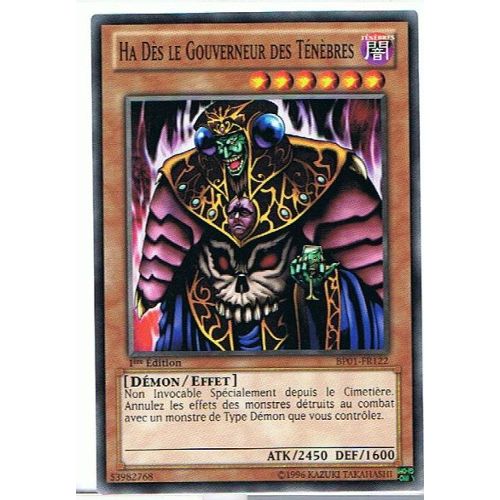 Ha Dès le Gouverneur des Ténèbres
TÉNÈBRES
闇
1ère Édition
BP01-FR122
[Démon/Effet]
Non Invocable Spécialement depuis le Cimetière.
Annulez les effets des monstres détruits au combat
avec un monstre de Type Démon que vous contrôlez.
ATK/2450 DEF/1600
53982768
©1996 KAZUKI TAKAHASHI